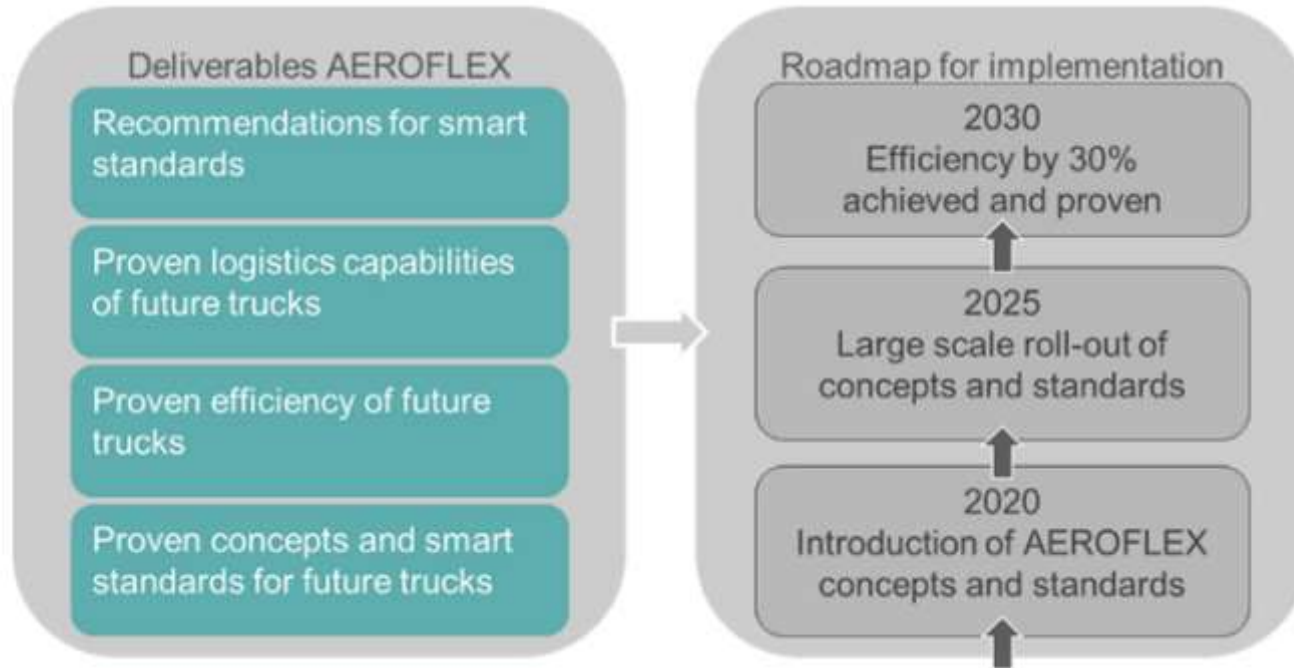 Deliverables AEROFLEX
Recommendations for smart
standards
Proven logistics capabilities
of future trucks
Proven efficiency of future
trucks
Proven concepts and smart
standards for future trucks
Roadmap for implementation
2030
Efficiency by 30%
achieved and proven
2025
Large scale roll-out of
concepts and standards
2020
Introduction of AEROFLEX
concepts and standards